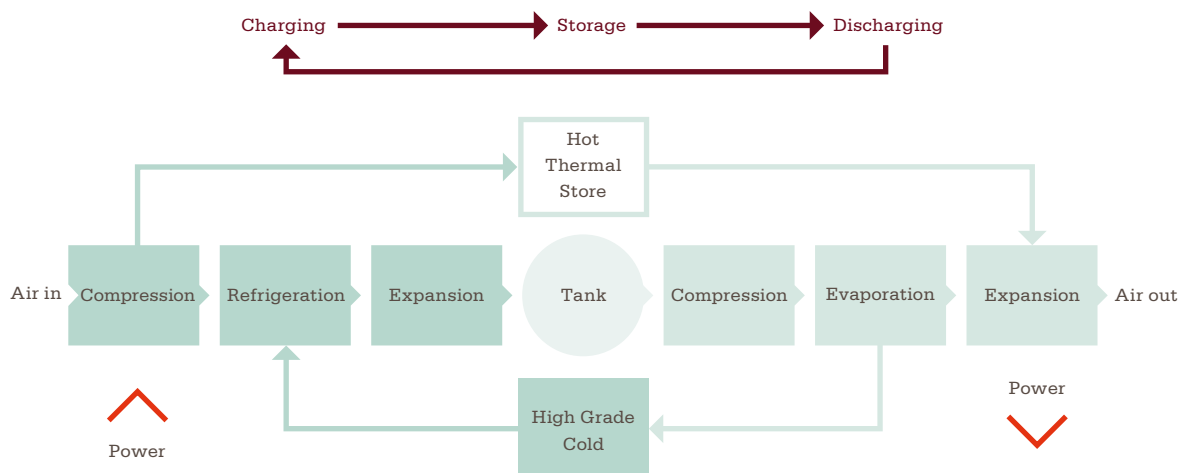 Charging
Storage
Discharging
Hot
Thermal
Store
Air in
Compression
Refrigeration
Expansion
Tank
Compression
Evaporation
Expansion
Air out
Power
High Grade
Cold
Power